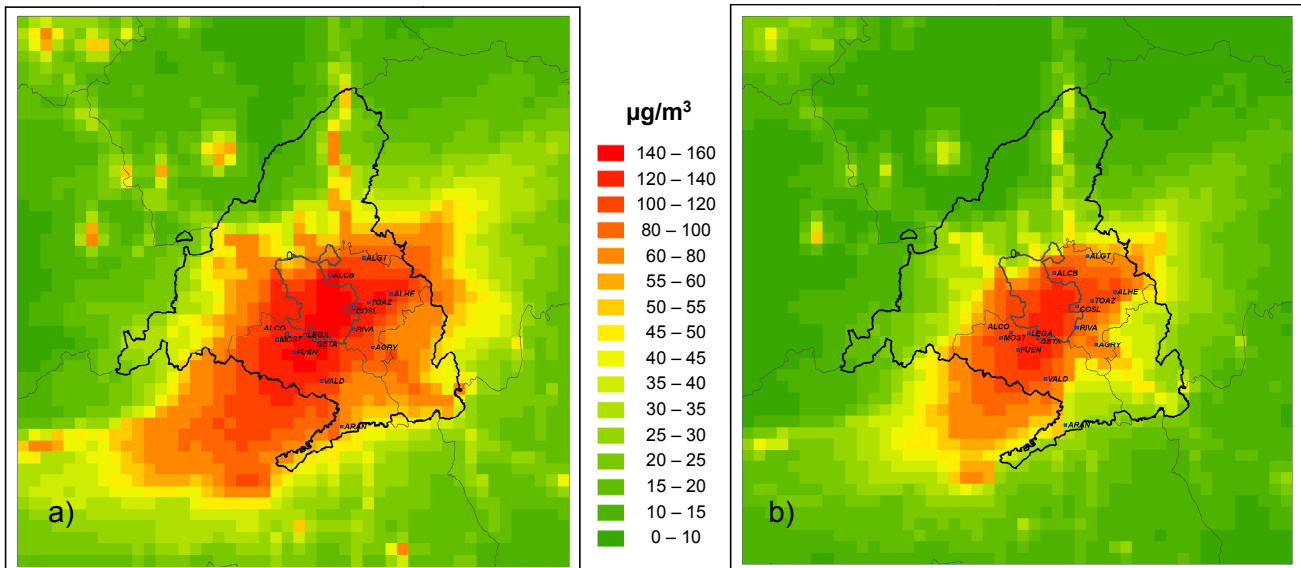 µg/m³
140 – 160
120 – 140
100 – 120
80 – 100
60 – 80
55 – 60
50 – 55
45 – 50
40 – 45
35 – 40
30 – 35
25 – 30
20 – 25
15 – 20
10 – 15
0 – 10
ALGT
ALCB
ALHE
TOAZ
COSL
RIVA
ALCO
LEGA
MOST
GETA
AGRY
FUEN
VALD
ARAN
a)
ALGT
ALCB
ALHE
TOAZ
COSL
RIVA
ALCO
LEGA
MOST
GETA
AGRY
FUEN
VALD
ARAN
b)